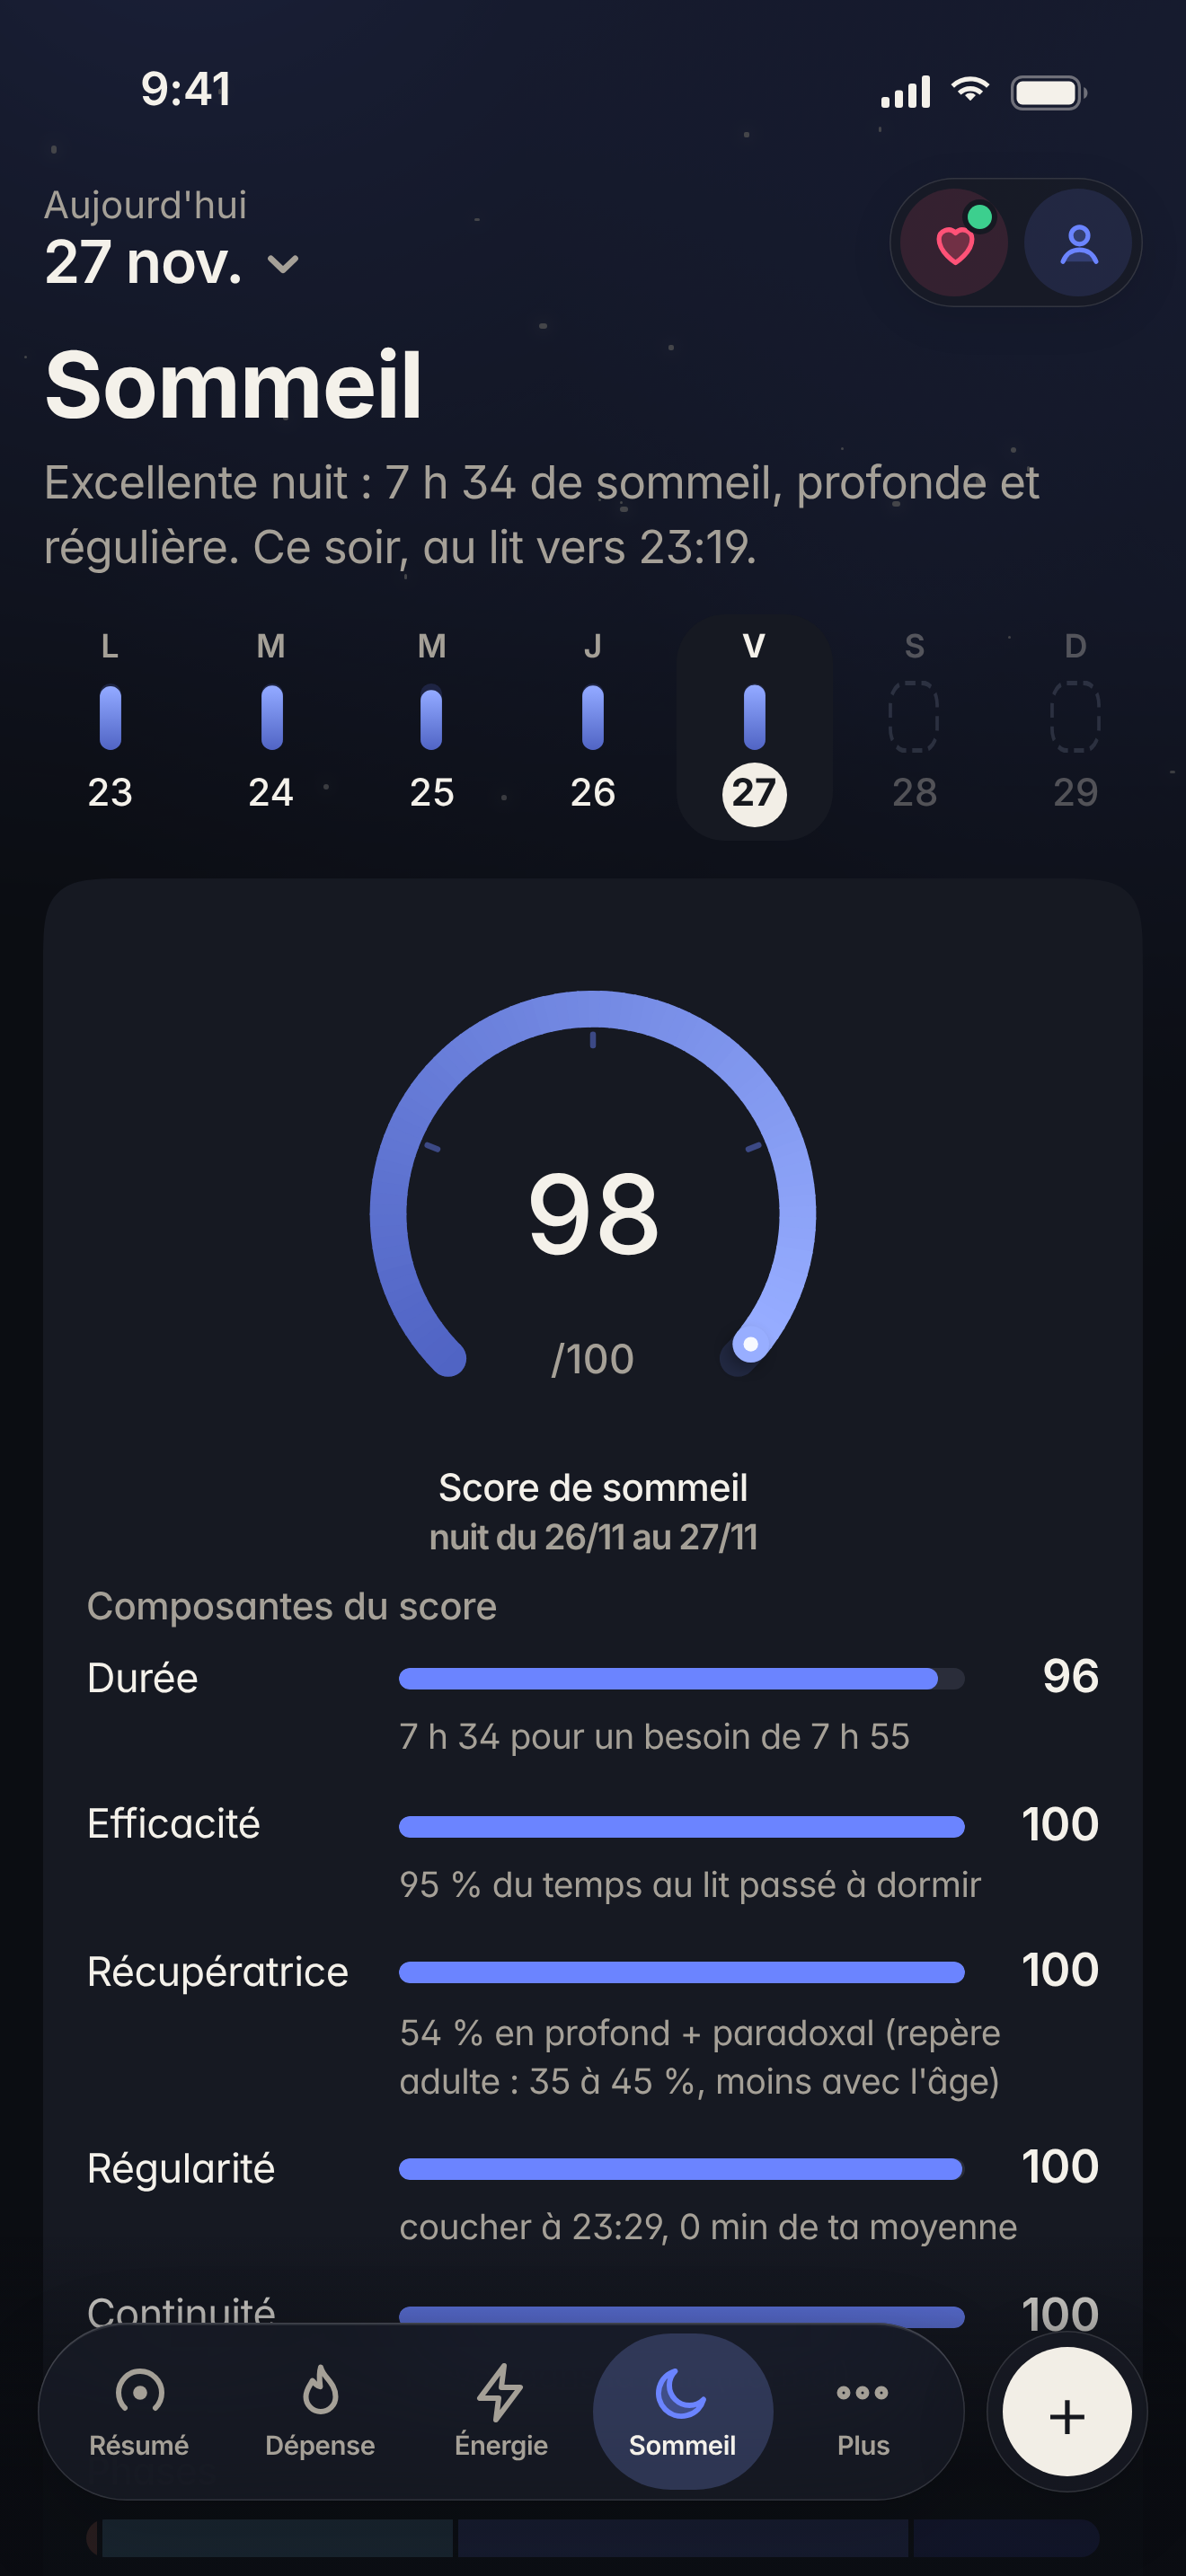 9:41
Aujourd'hui
27 nov.
Sommeil
Excellente nuit : 7 h 34 de sommeil, profonde et
régulière. Ce soir, au lit vers 23:19.
L M M J V S D
23 24 25 26 27 28 29
98
/100
Score de sommeil
nuit du 26/11 au 27/11
Composantes du score
Durée 96
7 h 34 pour un besoin de 7 h 55
Efficacité 100
95 % du temps au lit passé à dormir
Récupératrice 100
54 % en profond + paradoxal (repère
adulte : 35 à 45 %, moins avec l'âge)
Régularité 100
coucher à 23:29, 0 min de ta moyenne
Continuité 100
Résumé Dépense Énergie Sommeil Plus
Phases